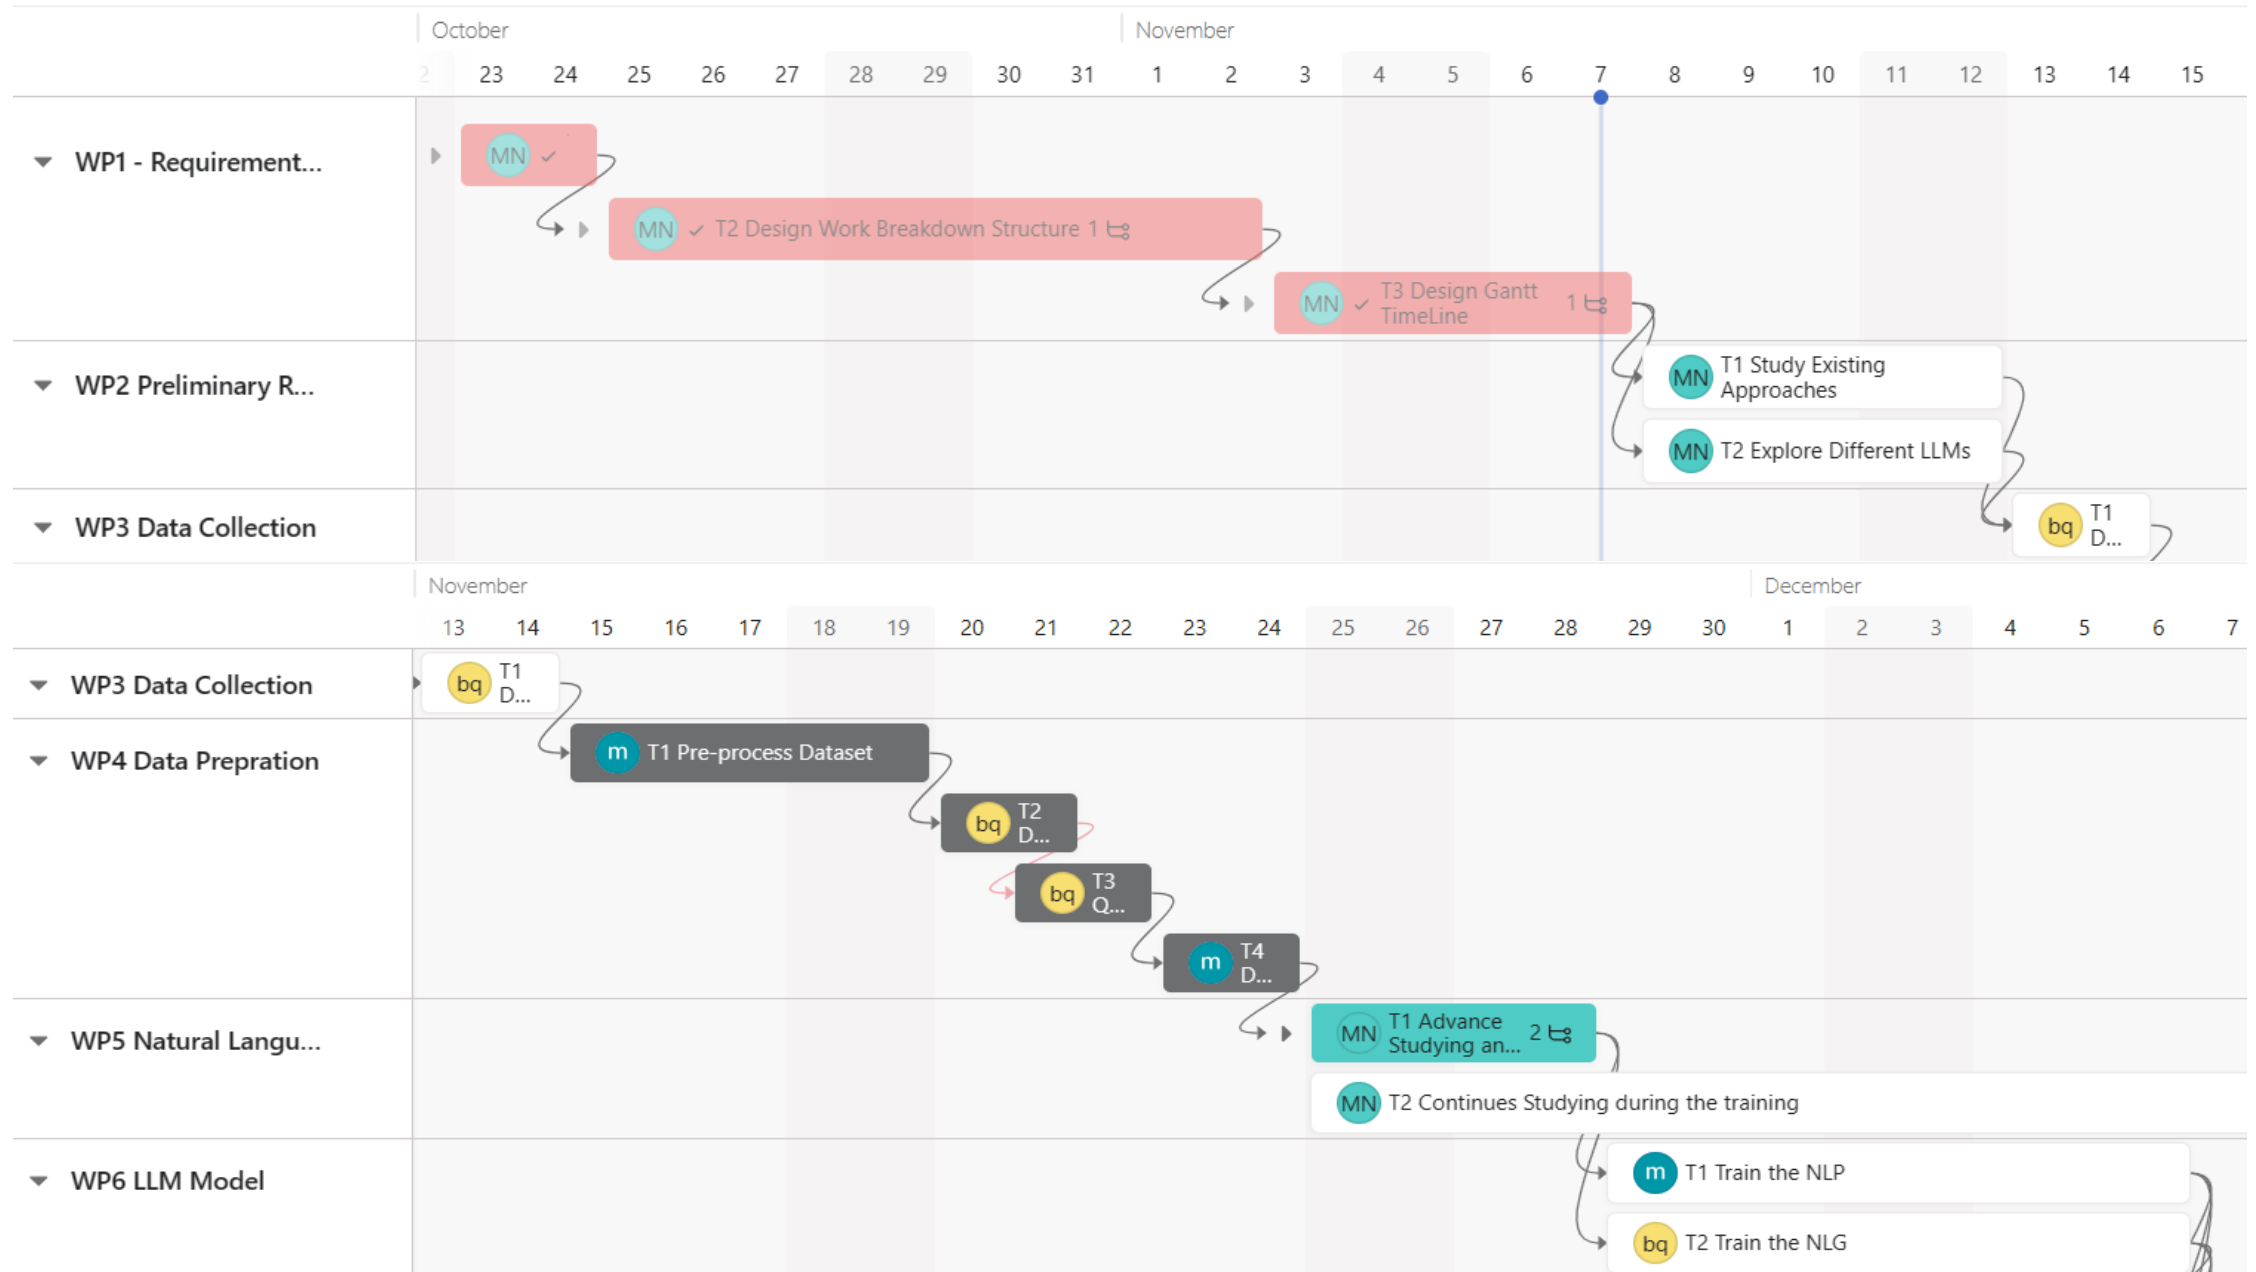 October
November
2 23 24 25 26 27 28 29 30 31 1 2 3 4 5 6 7 8 9 10 11 12 13 14 15
WP1 - Requirement...
MN
MN T2 Design Work Breakdown Structure 1
MN T3 Design Gantt
TimeLine
1
WP2 Preliminary R...
MN T1 Study Existing
Approaches
MN T2 Explore Different LLMs
WP3 Data Collection
bq T1
D...
November
December
13 14 15 16 17 18 19 20 21 22 23 24 25 26 27 28 29 30 1 2 3 4 5 6 7
WP3 Data Collection
bq T1
D...
WP4 Data Prepration
m T1 Pre-process Dataset
bq T2
D...
bq T3
Q...
m T4
D...
WP5 Natural Langu...
MN T1 Advance
Studying an...
2
MN T2 Continues Studying during the training
WP6 LLM Model
m T1 Train the NLP
bq T2 Train the NLG